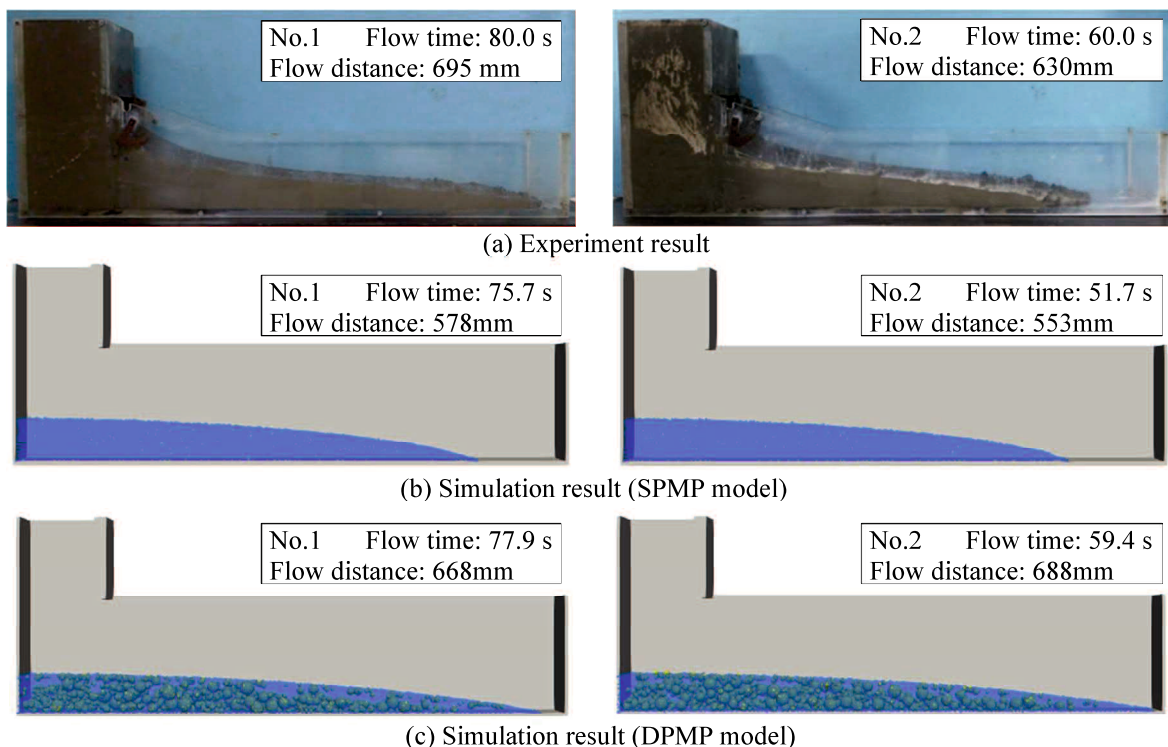 No.1 Flow time: 80.0 s
Flow distance: 695 mm
No.2 Flow time: 60.0 s
Flow distance: 630mm
(a) Experiment result
No.1 Flow time: 75.7 s
Flow distance: 578mm
No.2 Flow time: 51.7 s
Flow distance: 553mm
(b) Simulation result (SPMP model)
No.1 Flow time: 77.9 s
Flow distance: 668mm
No.2 Flow time: 59.4 s
Flow distance: 688mm
(c) Simulation result (DPMP model)